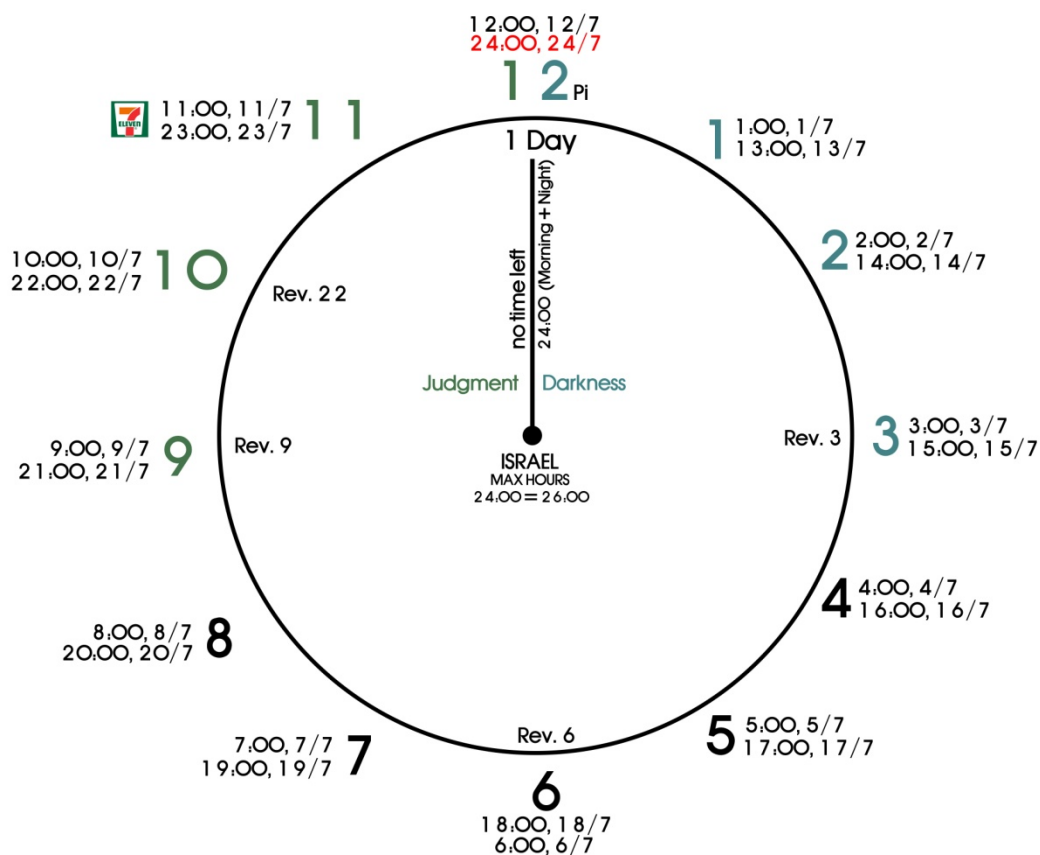 12:00, 12/7
24:00, 24/7
12 Pi
1 Day
no time left
24:00 (Morning + Night)
Judgment Darkness
ISRAEL
MAX HOURS
24:00 = 26:00
1
1:00, 1/7
13:00, 13/7
2
2:00, 2/7
14:00, 14/7
Rev. 3
3
3:00, 3/7
15:00, 15/7
4
4:00, 4/7
16:00, 16/7
5
5:00, 5/7
17:00, 17/7
Rev. 6
6
18:00, 18/7
6:00, 6/7
7:00, 7/7
19:00, 19/7
7
8:00, 8/7
20:00, 20/7
8
9:00, 9/7
21:00, 21/7
9
Rev. 9
10:00, 10/7
22:00, 22/7
10
Rev. 22
7 ELEVEN
11:00, 11/7
23:00, 23/7
11